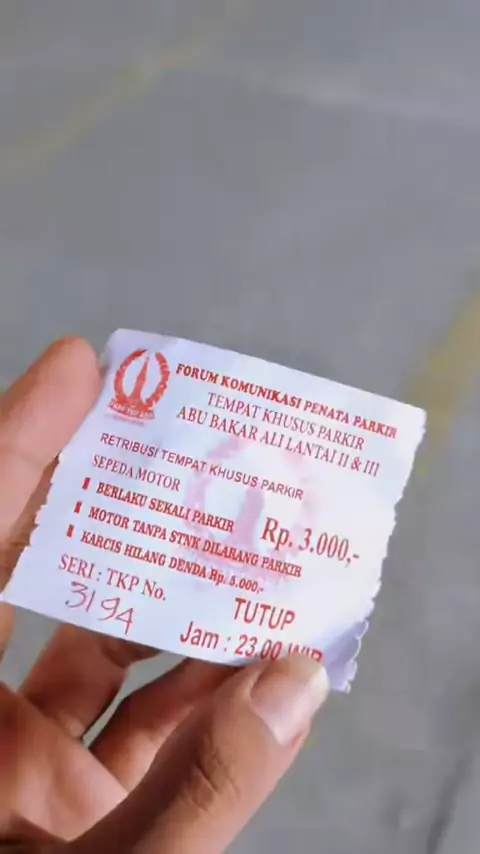 FORUM KOMUNIKASI PENATA PARKIR
TEMPAT KHUSUS PARKIR
ABU BAKAR ALI LANTAI II & III
RETRIBUSI TEMPAT KHUSUS PARKIR
SEPEDA MOTOR
BERLAKU SEKALI PARKIR
Rp. 3.000,-
MOTOR TANPA STNK DILARANG PARKIR
KARCIS HILANG DENDA Rp. 5.000,-
SERI : TKP No.
3194
TUTUP
Jam : 23.00 WIB